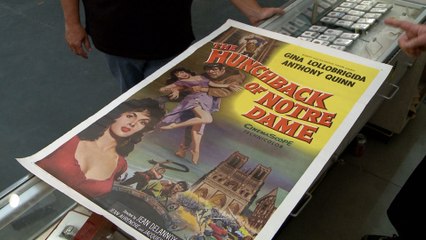 GINA LOLLOBRIGIDA
ANTHONY QUINN
THE
HUNCHBACK
OF NOTRE
DAME
CINEMASCOPE
JEAN DELANNOY